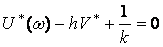 U*(ω) − hV* + 1/k = 0